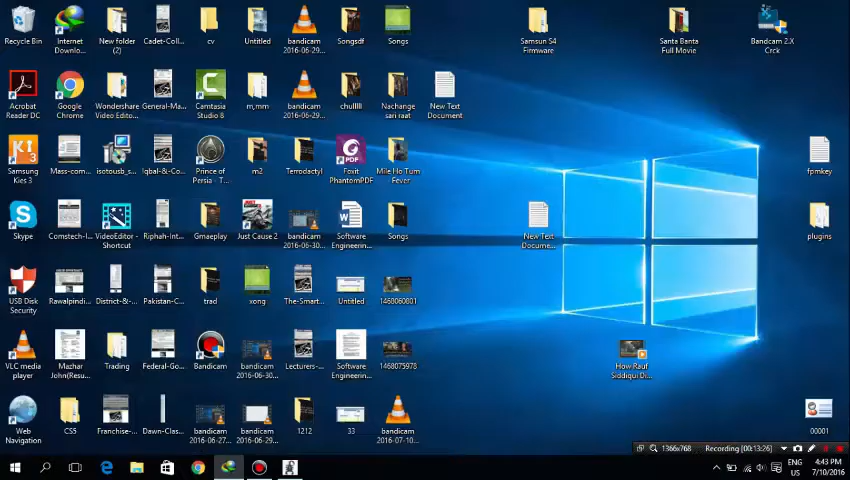 Recycle Bin
Internet
Downlo...
New folder
(2)
Cadet-Coll...
cv
Untitled
bandicam
2016-06-29...
Songsdf
Songs
Samsun S4
Firmware
Santa Banta
Full Movie
Bandcam 2.X
Crck
Acrobat
Reader DC
Google
Chrome
Wondershare
Video Edito...
General-Ma...
Camtasia
Studio 8
m,mm
bandicam
2016-06-29...
chulllll
Nachange
sari raat
New Text
Document
Samsung
Kies 3
Mass-com...
isotousb_s...
Iqbal-&-Co...
Prince of
Persia - T...
m2
Terrodactyl
Foxit
PhantomPDF
Mile Ho Tum
- Fever
fpmkey
Skype
Comstech-I...
VideoEditor -
Shortcut
Riphah-Int...
Gmaeplay
Just Cause 2
bandicam
2016-06-30...
Software
Engineerin...
Songs
New Text
Docume...
plugins
USB Disk
Security
Rawalpindi...
District-&-...
Pakistan-C...
trad
xong
The-Smart...
Untitled
1468060801
VLC media
player
Mazhar
John(Resu...
Trading
Federal-Go...
Bandicam
bandicam
2016-06-30...
Lecturers-...
Software
Engineerin...
1468075978
How Rauf
Siddiqui Di...
Web
Navigation
CS5
Franchise-...
Dawn-Clas...
bandicam
2016-06-27...
bandicam
2016-06-29...
1212
33
bandicam
2016-07-10...
00001
1366x768
Recording [00:13:26]
ENG
US
4:43 PM
7/10/2016